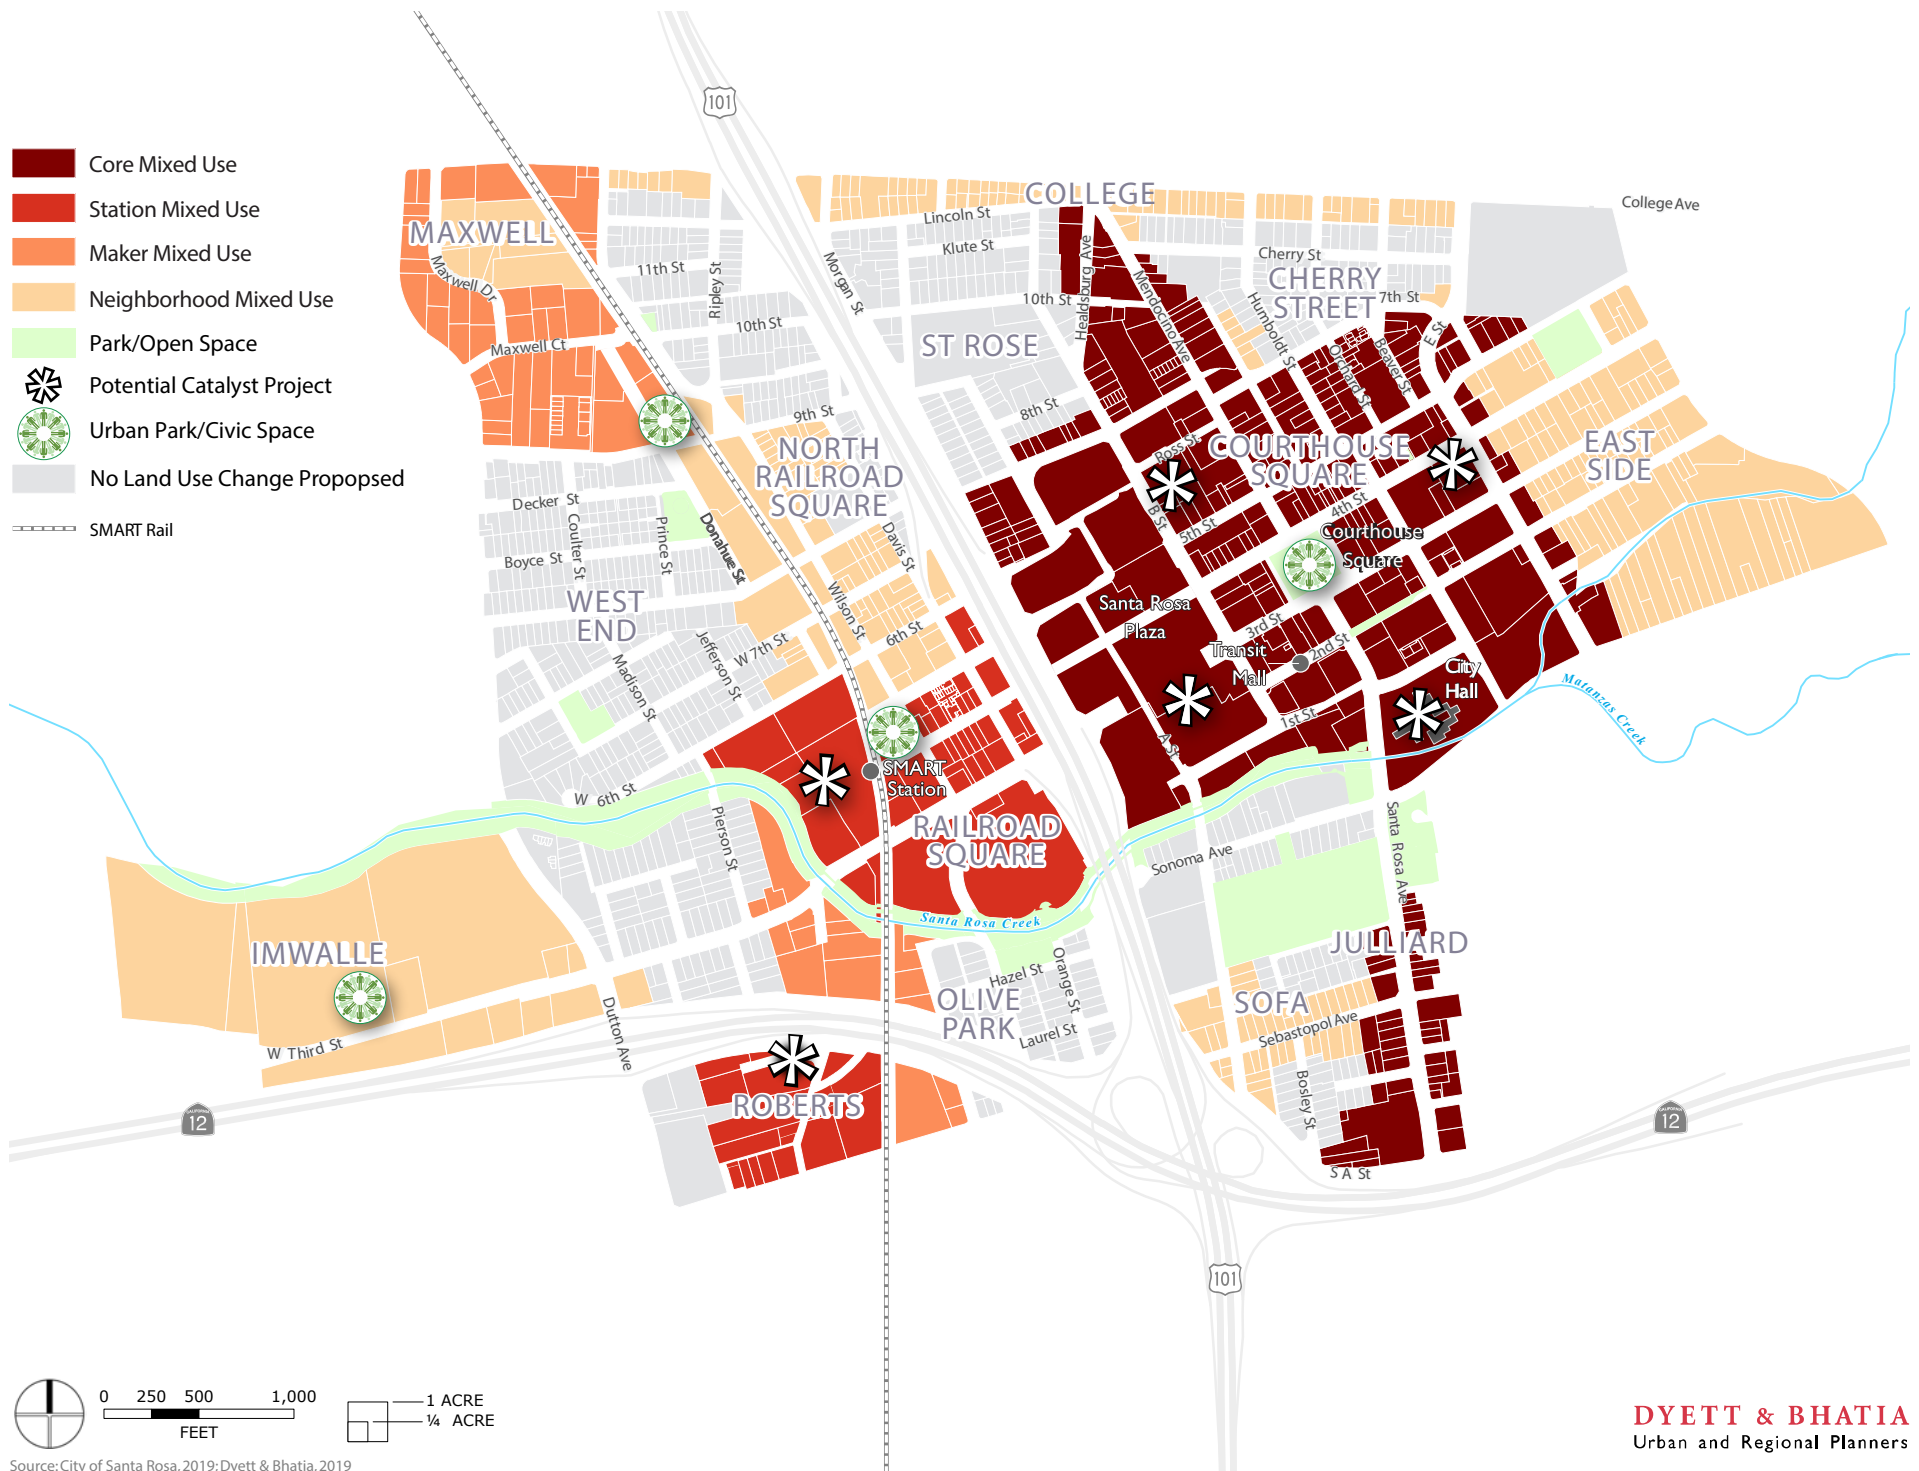 101
Core Mixed Use
Station Mixed Use
Maker Mixed Use
Neighborhood Mixed Use
Park/Open Space
Potential Catalyst Project
Urban Park/Civic Space
No Land Use Change Propopsed
SMART Rail
COLLEGE
College Ave
Lincoln St
Klute St
MAXWELL
Maxwell Dr
11th St
Ripley St
Morgan St
Cherry St
CHERRY
STREET
7th St
Healdsburg Ave
Mendocino Ave
Humboldt St
10th St
10th St
Maxwell Ct
ST ROSE
Orchard St
Beaver St
E St
9th St
8th St
NORTH
RAILROAD
SQUARE
Ross St
COURTHOUSE
SQUARE
EAST
SIDE
Decker St
Coulter St
Prince St
Donahue St
Boyce St
Davis St
B St
5th St
4th St
Courthouse
Square
WEST
END
Wilson St
6th St
Santa Rosa
Plaza
3rd St
Transit
Mall
2nd St
Jefferson St
W 7th St
Madison St
City
Hall
Matanzas Creek
1st St
A St
SMART
Station
W 6th St
Pierson St
RAILROAD
SQUARE
Sonoma Ave
Santa Rosa Ave
Santa Rosa Creek
IMWALLE
JULLIARD
Hazel St
Orange St
OLIVE
PARK
SOFA
Laurel St
Sebastopol Ave
W Third St
Dutton Ave
Bosley St
ROBERTS
CALIFORNIA
12
CALIFORNIA
12
S A St
101
0 250 500 1,000
FEET
1 ACRE
¼ ACRE
DYETT & BHATIA
Urban and Regional Planners
Source: City of Santa Rosa, 2019; Dyett & Bhatia, 2019